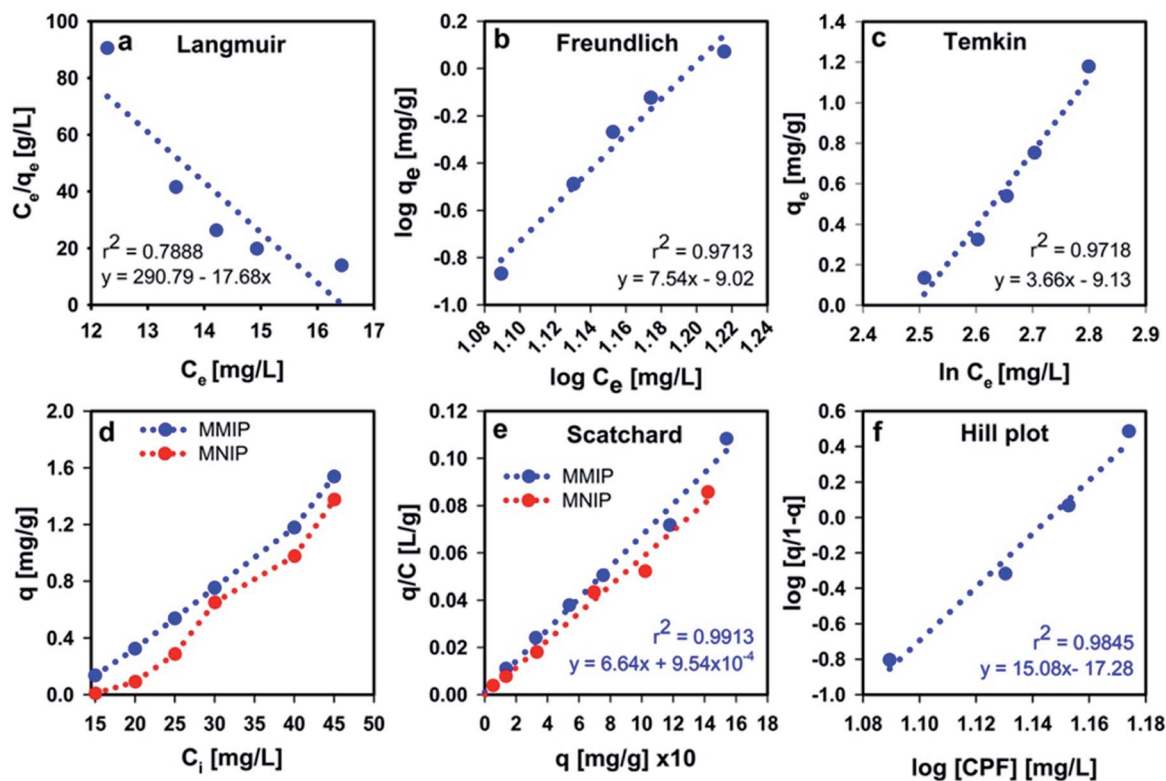 a Langmuir
C_e/q_e [g/L]
100
80
60
40
20
0
r² = 0.7888
y = 290.79 - 17.68x
12 13 14 15 16 17
C_e [mg/L]
b Freundlich
log q_e [mg/g]
0.2
0.0
-0.2
-0.4
-0.6
-0.8
-1.0
r² = 0.9713
y = 7.54x - 9.02
1.08 1.10 1.12 1.14 1.16 1.18 1.20 1.22 1.24
log C_e [mg/L]
c Temkin
q_e [mg/g]
1.4
1.2
1.0
0.8
0.6
0.4
0.2
0.0
r² = 0.9718
y = 3.66x - 9.13
2.4 2.5 2.6 2.7 2.8 2.9
ln C_e [mg/L]
d
MMIP
MNIP
q [mg/g]
2.0
1.6
1.2
0.8
0.4
0.0
15 20 25 30 35 40 45 50
C_i [mg/L]
e Scatchard
MMIP
MNIP
q/C [L/g]
0.12
0.10
0.08
0.06
0.04
0.02
0.00
r² = 0.9913
y = 6.64x + 9.54x10⁻⁴
0 2 4 6 8 10 12 14 16 18
q [mg/g] x10
f Hill plot
log [q/1-q]
0.6
0.4
0.2
0.0
-0.2
-0.4
-0.6
-0.8
-1.0
r² = 0.9845
y = 15.08x- 17.28
1.08 1.10 1.12 1.14 1.16 1.18
log [CPF] [mg/L]